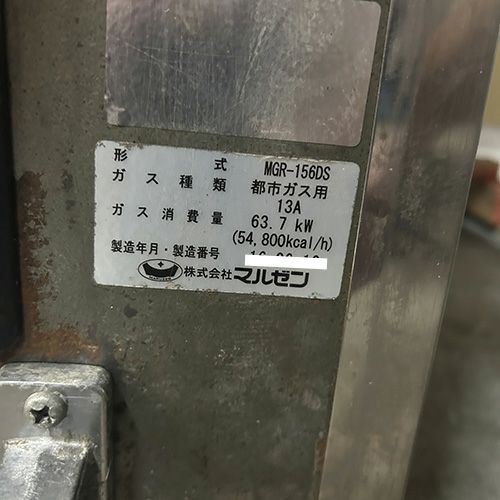 形式 MGR-156DS
ガス種類 都市ガス用
13A
ガス消費量 63.7 kW
(54,800kcal/h)
製造年月・製造番号
株式会社マルゼン